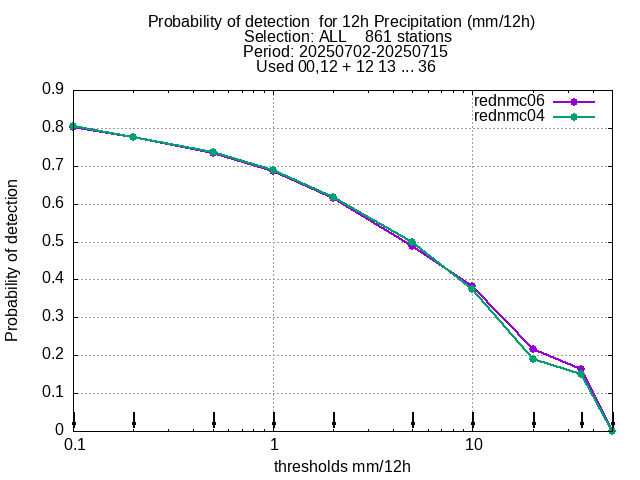 Probability of detection  for 12h Precipitation (mm/12h)
Selection: ALL    861 stations
Period: 20250702-20250715
Used 00,12 + 12 13 ... 36
rednmc06
rednmc04
0.9
0.8
0.7
0.6
0.5
0.4
0.3
0.2
0.1
0
Probability of detection
0.1 1 10
thresholds mm/12h